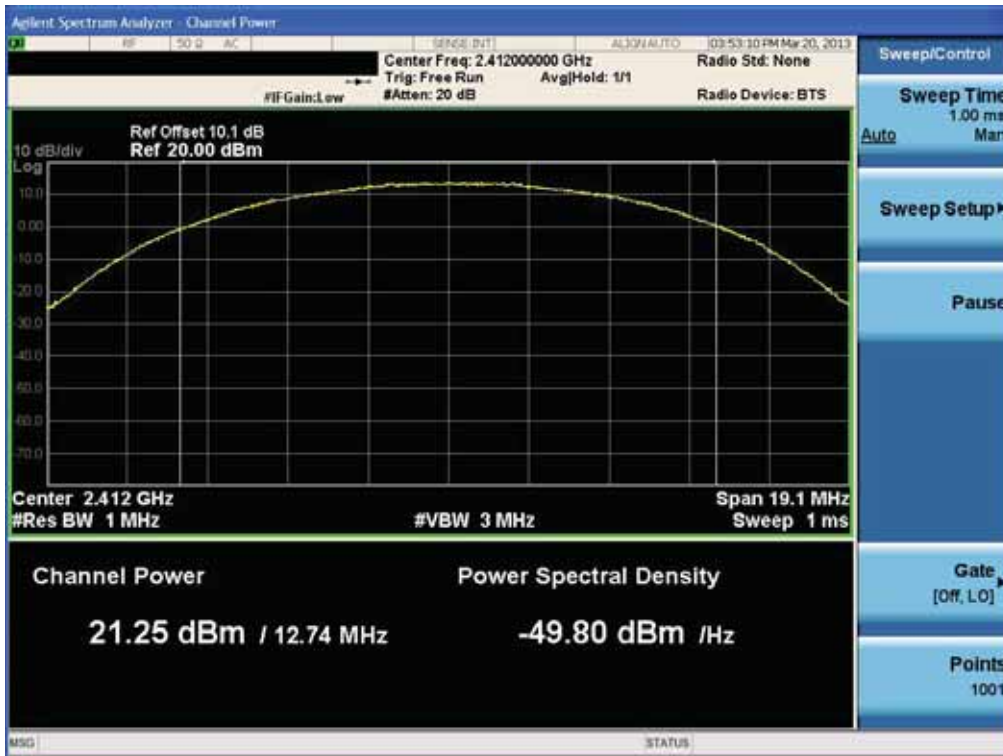 Agilent Spectrum Analyzer - Channel Power
RF 50 Ω AC SENSE:INT ALIGN AUTO 03:53:10 PM Mar 20, 2013
Center Freq: 2.412000000 GHz Radio Std: None
Trig: Free Run Avg|Hold: 1/1
#IFGain:Low #Atten: 20 dB Radio Device: BTS
Ref Offset 10.1 dB
10 dB/div Ref 20.00 dBm
Log
10.0
0.00
-10.0
-20.0
-30.0
-40.0
-50.0
-60.0
-70.0
Center 2.412 GHz Span 19.1 MHz
#Res BW 1 MHz #VBW 3 MHz Sweep 1 ms
Channel Power Power Spectral Density
21.25 dBm / 12.74 MHz -49.80 dBm /Hz
MSG STATUS
Sweep/Control
Sweep Time
1.00 ms
Auto Man
Sweep Setup
Pause
Gate
[Off, LO]
Points
1001